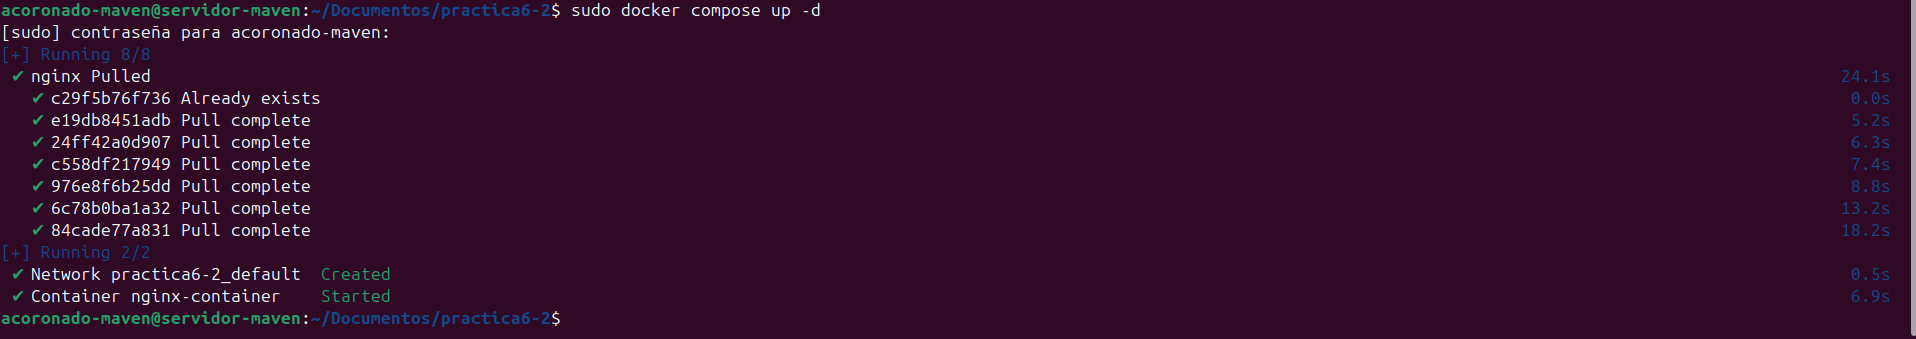 acoronado-maven@servidor-maven:~/Documentos/practica6-2$ sudo docker compose up -d
[sudo] contraseña para acoronado-maven:
[+] Running 8/8
✔ nginx Pulled 24.1s
✔ c29f5b76f736 Already exists 0.0s
✔ e19db8451adb Pull complete 5.2s
✔ 24ff42a0d907 Pull complete 6.3s
✔ c558df217949 Pull complete 7.4s
✔ 976e8f6b25dd Pull complete 8.8s
✔ 6c78b0ba1a32 Pull complete 13.2s
✔ 84cade77a831 Pull complete 18.2s
[+] Running 2/2
✔ Network practica6-2_default Created 0.5s
✔ Container nginx-container Started 6.9s
acoronado-maven@servidor-maven:~/Documentos/practica6-2$